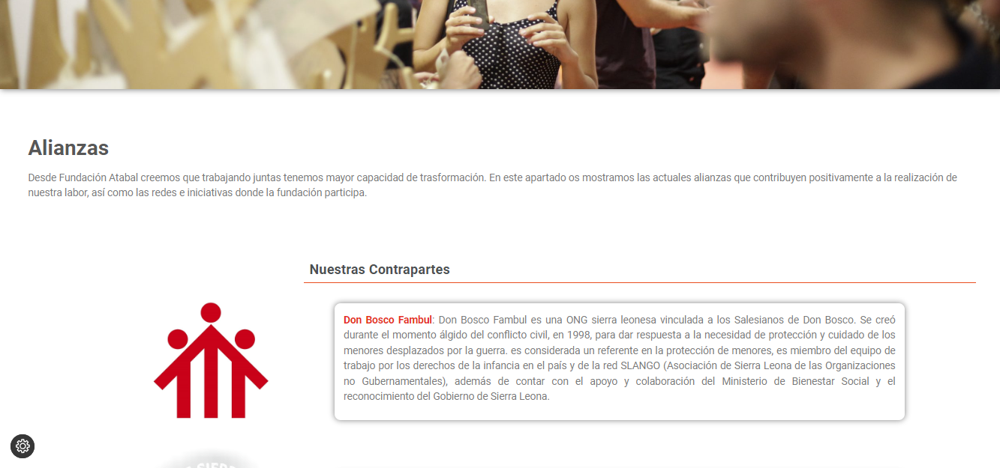 Alianzas
Desde Fundación Atabal creemos que trabajando juntas tenemos mayor capacidad de trasformación. En este apartado os mostramos las actuales alianzas que contribuyen positivamente a la realización de
nuestra labor, así como las redes e iniciativas donde la fundación participa.
Nuestras Contrapartes
Don Bosco Fambul: Don Bosco Fambul es una ONG sierra leonesa vinculada a los Salesianos de Don Bosco. Se creó
durante el momento álgido del conflicto civil, en 1998, para dar respuesta a la necesidad de protección y cuidado de los
menores desplazados por la guerra. es considerada un referente en la protección de menores, es miembro del equipo de
trabajo por los derechos de la infancia en el país y de la red SLANGO (Asociación de Sierra Leona de las Organizaciones
no Gubernamentales), además de contar con el apoyo y colaboración del Ministerio de Bienestar Social y el
reconocimiento del Gobierno de Sierra Leona.